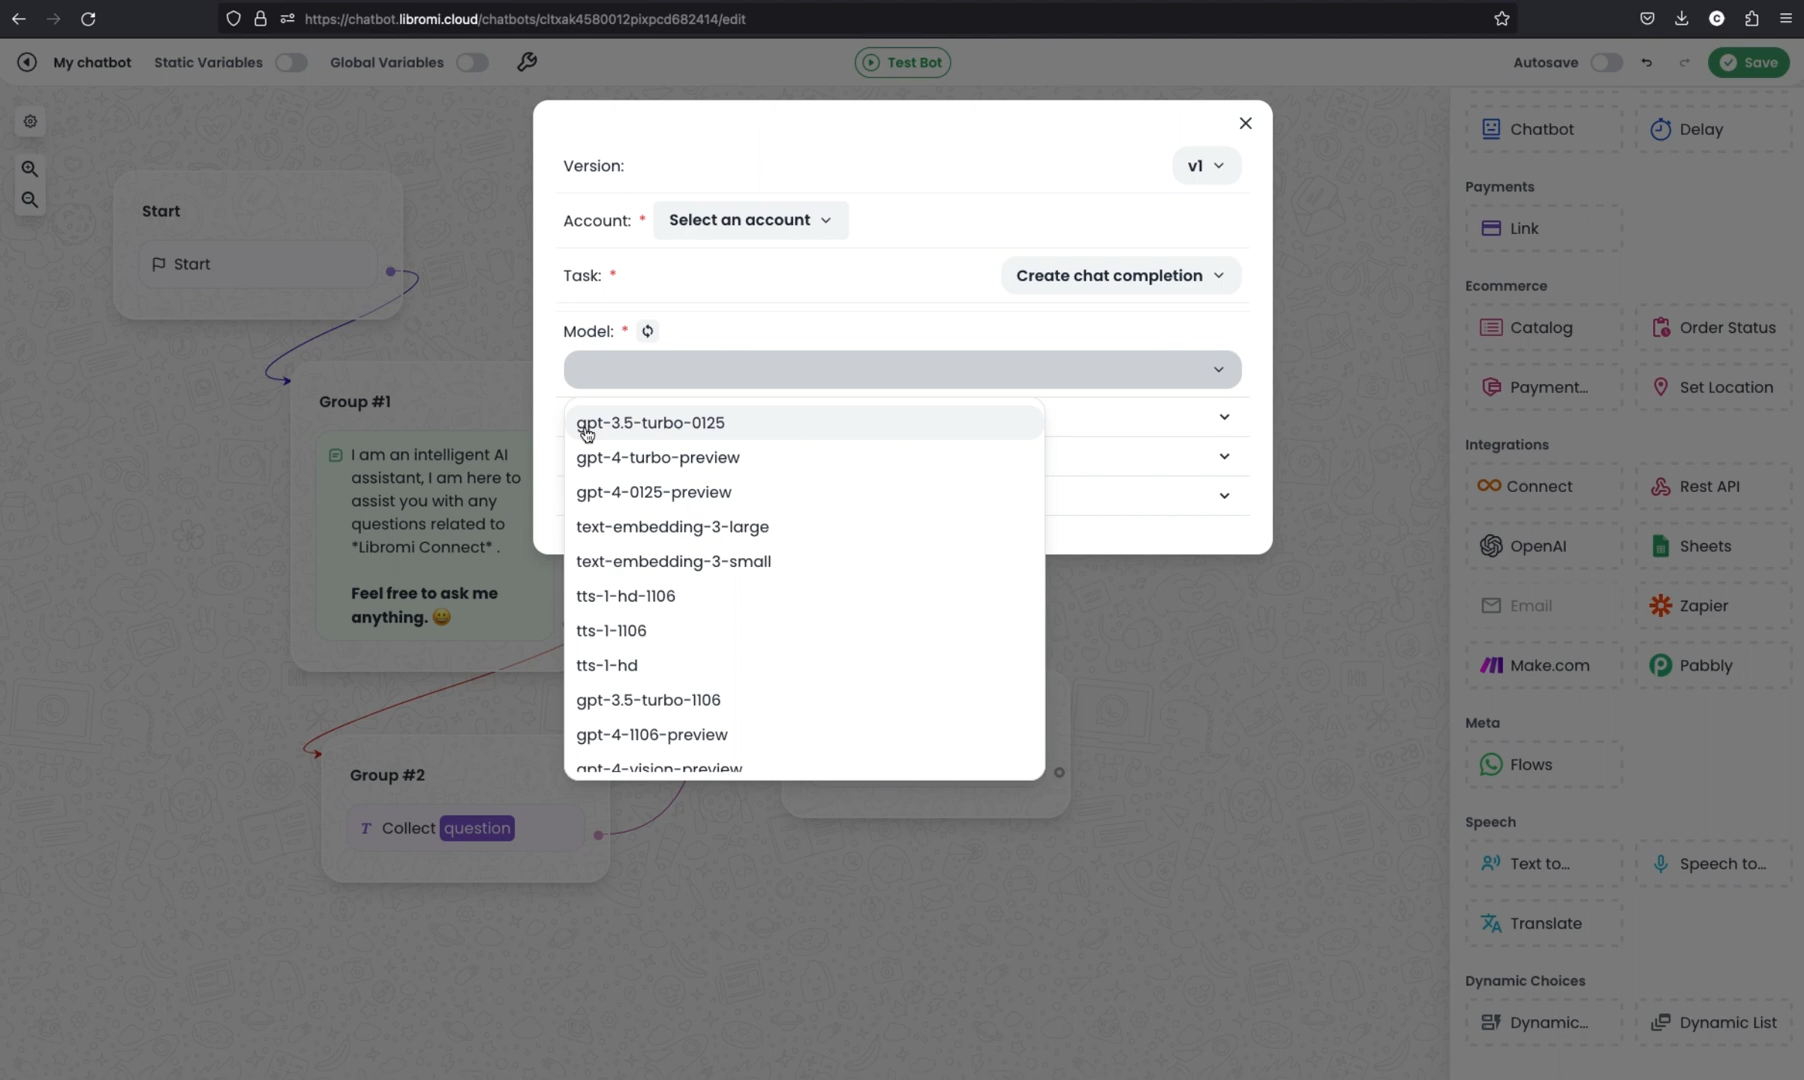 https://chatbot.libromi.cloud/chatbots/cltxak4580012pixpcd682414/edit
My chatbot
Static Variables
Global Variables
Test Bot
Autosave
Save
Start
Start
Group #1
I am an intelligent AI
assistant, I am here to
assist you with any
questions related to
*Libromi Connect* .
Feel free to ask me
anything. 😀
Group #2
Collect question
Version:
v1
Account: *
Select an account
Task: *
Create chat completion
Model: *
gpt-3.5-turbo-0125
gpt-4-turbo-preview
gpt-4-0125-preview
text-embedding-3-large
text-embedding-3-small
tts-1-hd-1106
tts-1-1106
tts-1-hd
gpt-3.5-turbo-1106
gpt-4-1106-preview
gpt-4-vision-preview
Chatbot
Delay
Payments
Link
Ecommerce
Catalog
Order Status
Payment...
Set Location
Integrations
Connect
Rest API
OpenAI
Sheets
Email
Zapier
Make.com
Pabbly
Meta
Flows
Speech
Text to...
Speech to...
Translate
Dynamic Choices
Dynamic...
Dynamic List